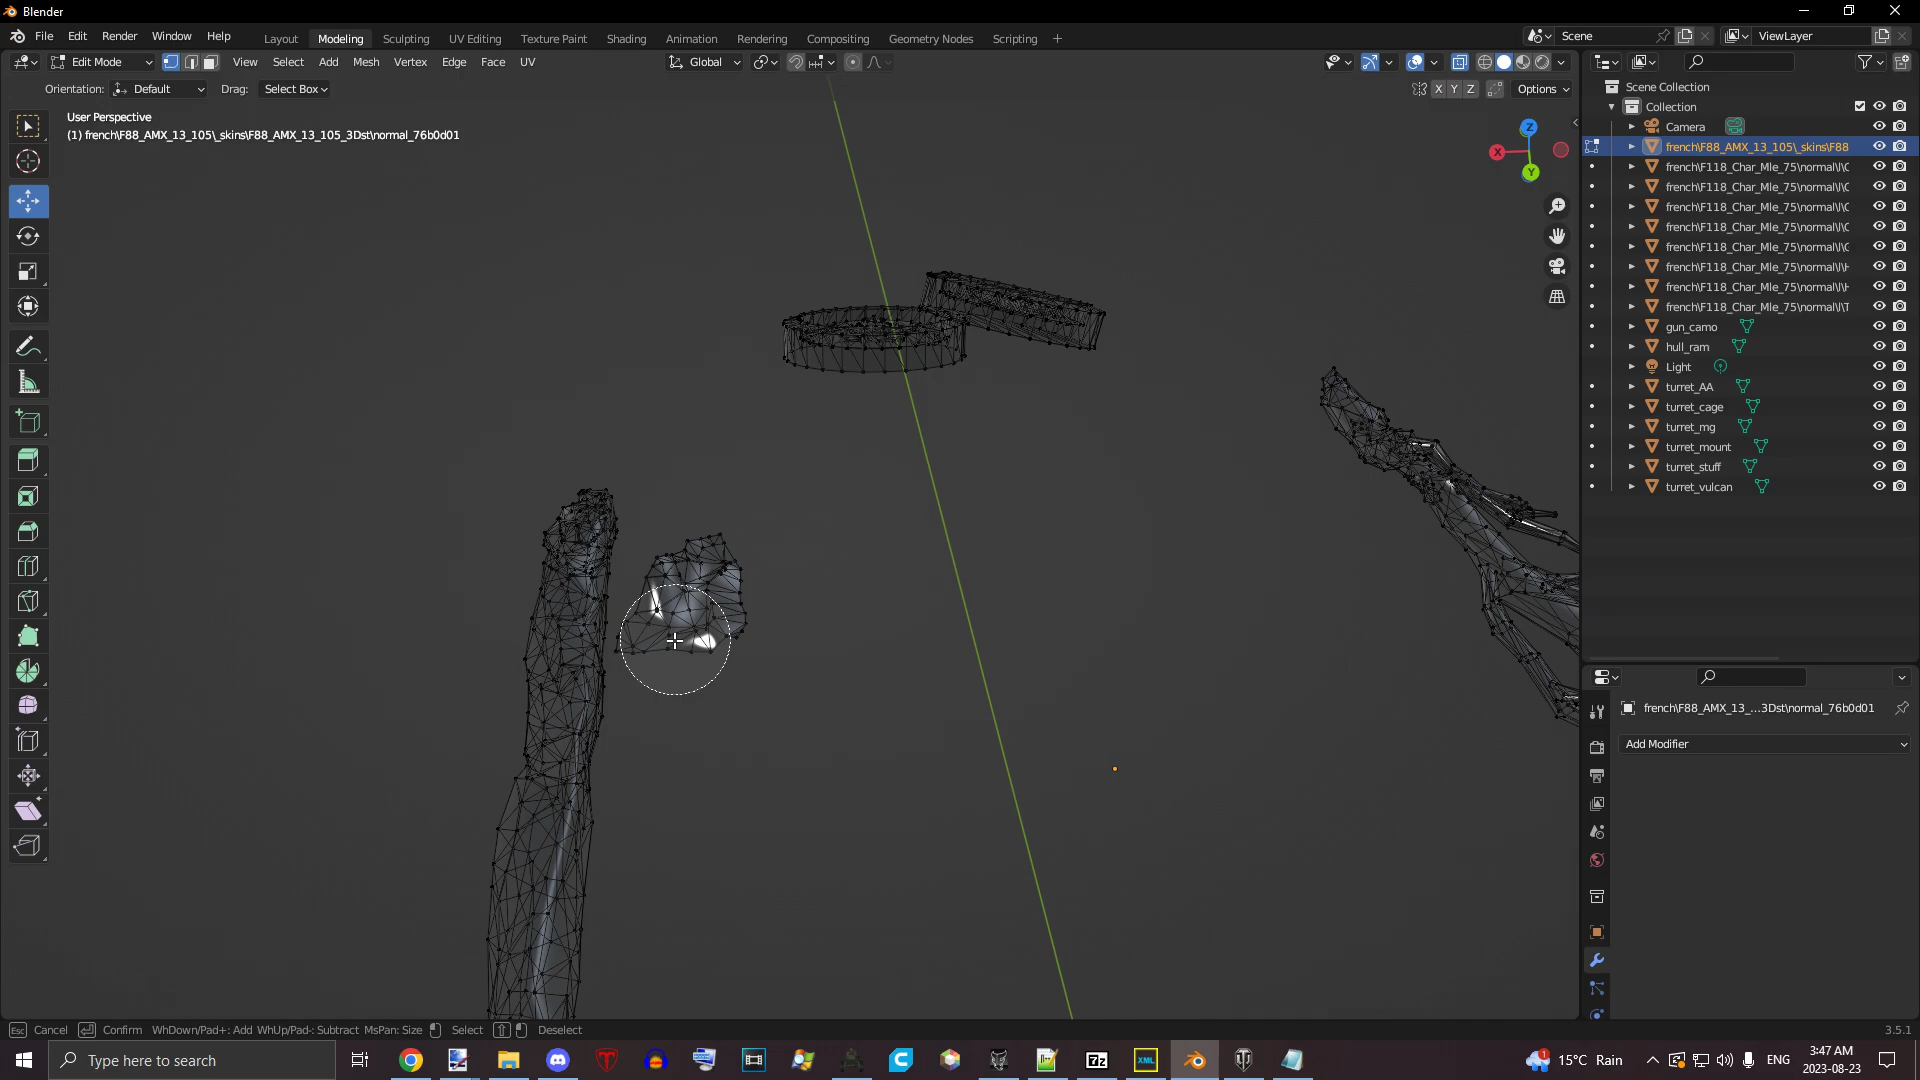 Blender
File Edit Render Window Help
Layout Modeling Sculpting UV Editing Texture Paint Shading Animation Rendering Compositing Geometry Nodes Scripting +
Scene
ViewLayer
Edit Mode View Select Add Mesh Vertex Edge Face UV
Global
Orientation: Default Drag: Select Box
X Y Z Options
User Perspective
(1) french\F88_AMX_13_105\_skins\F88_AMX_13_105_3Dst\normal_76b0d01
Z
X
Y
Scene Collection
Collection
Camera
french\F88_AMX_13_105\_skins\F88
french\F118_Char_Mle_75\normal\l\C
french\F118_Char_Mle_75\normal\l\C
french\F118_Char_Mle_75\normal\l\C
french\F118_Char_Mle_75\normal\l\C
french\F118_Char_Mle_75\normal\l\C
french\F118_Char_Mle_75\normal\l\H
french\F118_Char_Mle_75\normal\l\H
french\F118_Char_Mle_75\normal\l\T
gun_camo
hull_ram
Light
turret_AA
turret_cage
turret_mg
turret_mount
turret_stuff
turret_vulcan
french\F88_AMX_13_...3Dst\normal_76b0d01
Add Modifier
Esc Cancel Confirm WhDown/Pad+: Add WhUp/Pad-: Subtract MsPan: Size Select Deselect
3.5.1
Type here to search
7z
XML
1
15°C Rain
ENG
3:47 AM
2023-08-23